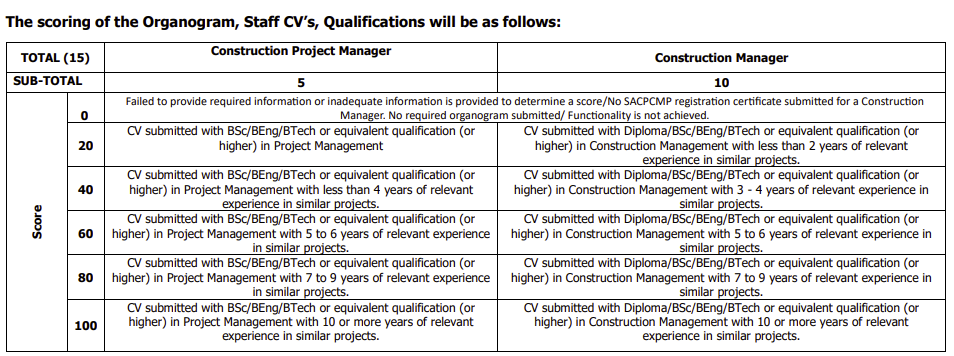 The scoring of the Organogram, Staff CV's, Qualifications will be as follows:
TOTAL (15)
Construction Project Manager
Construction Manager
SUB-TOTAL
5
10
Score
0
Failed to provide required information or inadequate information is provided to determine a score/No SACPCMP registration certificate submitted for a Construction
Manager. No required organogram submitted/ Functionality is not achieved.
20
CV submitted with BSc/BEng/BTech or equivalent qualification (or
higher) in Project Management
CV submitted with Diploma/BSc/BEng/BTech or equivalent qualification (or
higher) in Construction Management with less than 2 years of relevant
experience in similar projects.
40
CV submitted with BSc/BEng/BTech or equivalent qualification (or
higher) in Project Management with less than 4 years of relevant
experience in similar projects.
CV submitted with Diploma/BSc/BEng/BTech or equivalent qualification (or
higher) in Construction Management with 3 - 4 years of relevant experience in
similar projects.
60
CV submitted with BSc/BEng/BTech or equivalent qualification (or
higher) in Project Management with 5 to 6 years of relevant experience
in similar projects.
CV submitted with Diploma/BSc/BEng/BTech or equivalent qualification (or
higher) in Construction Management with 5 to 6 years of relevant experience in
similar projects.
80
CV submitted with BSc/BEng/BTech or equivalent qualification (or
higher) in Project Management with 7 to 9 years of relevant experience
in similar projects.
CV submitted with Diploma/BSc/BEng/BTech or equivalent qualification (or
higher) in Construction Management with 7 to 9 years of relevant experience in
similar projects.
100
CV submitted with BSc/BEng/BTech or equivalent qualification (or
higher) in Project Management with 10 or more years of relevant
experience in similar projects.
CV submitted with Diploma/BSc/BEng/BTech or equivalent qualification (or
higher) in Construction Management with 10 or more years of relevant
experience in similar projects.